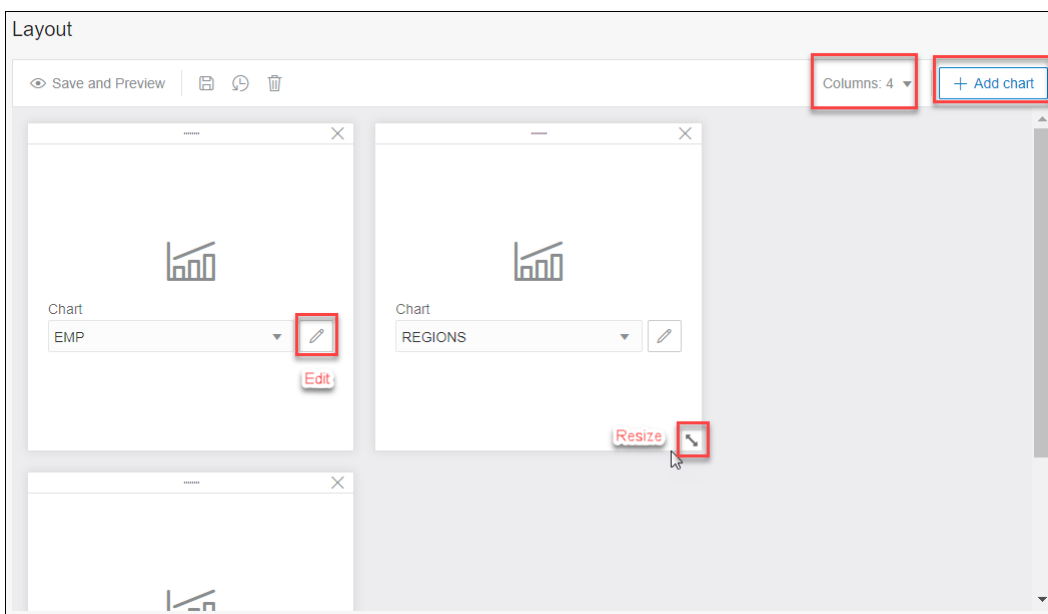 Layout
Save and Preview
Columns: 4
+ Add chart
Chart
EMP
Edit
Chart
REGIONS
Resize